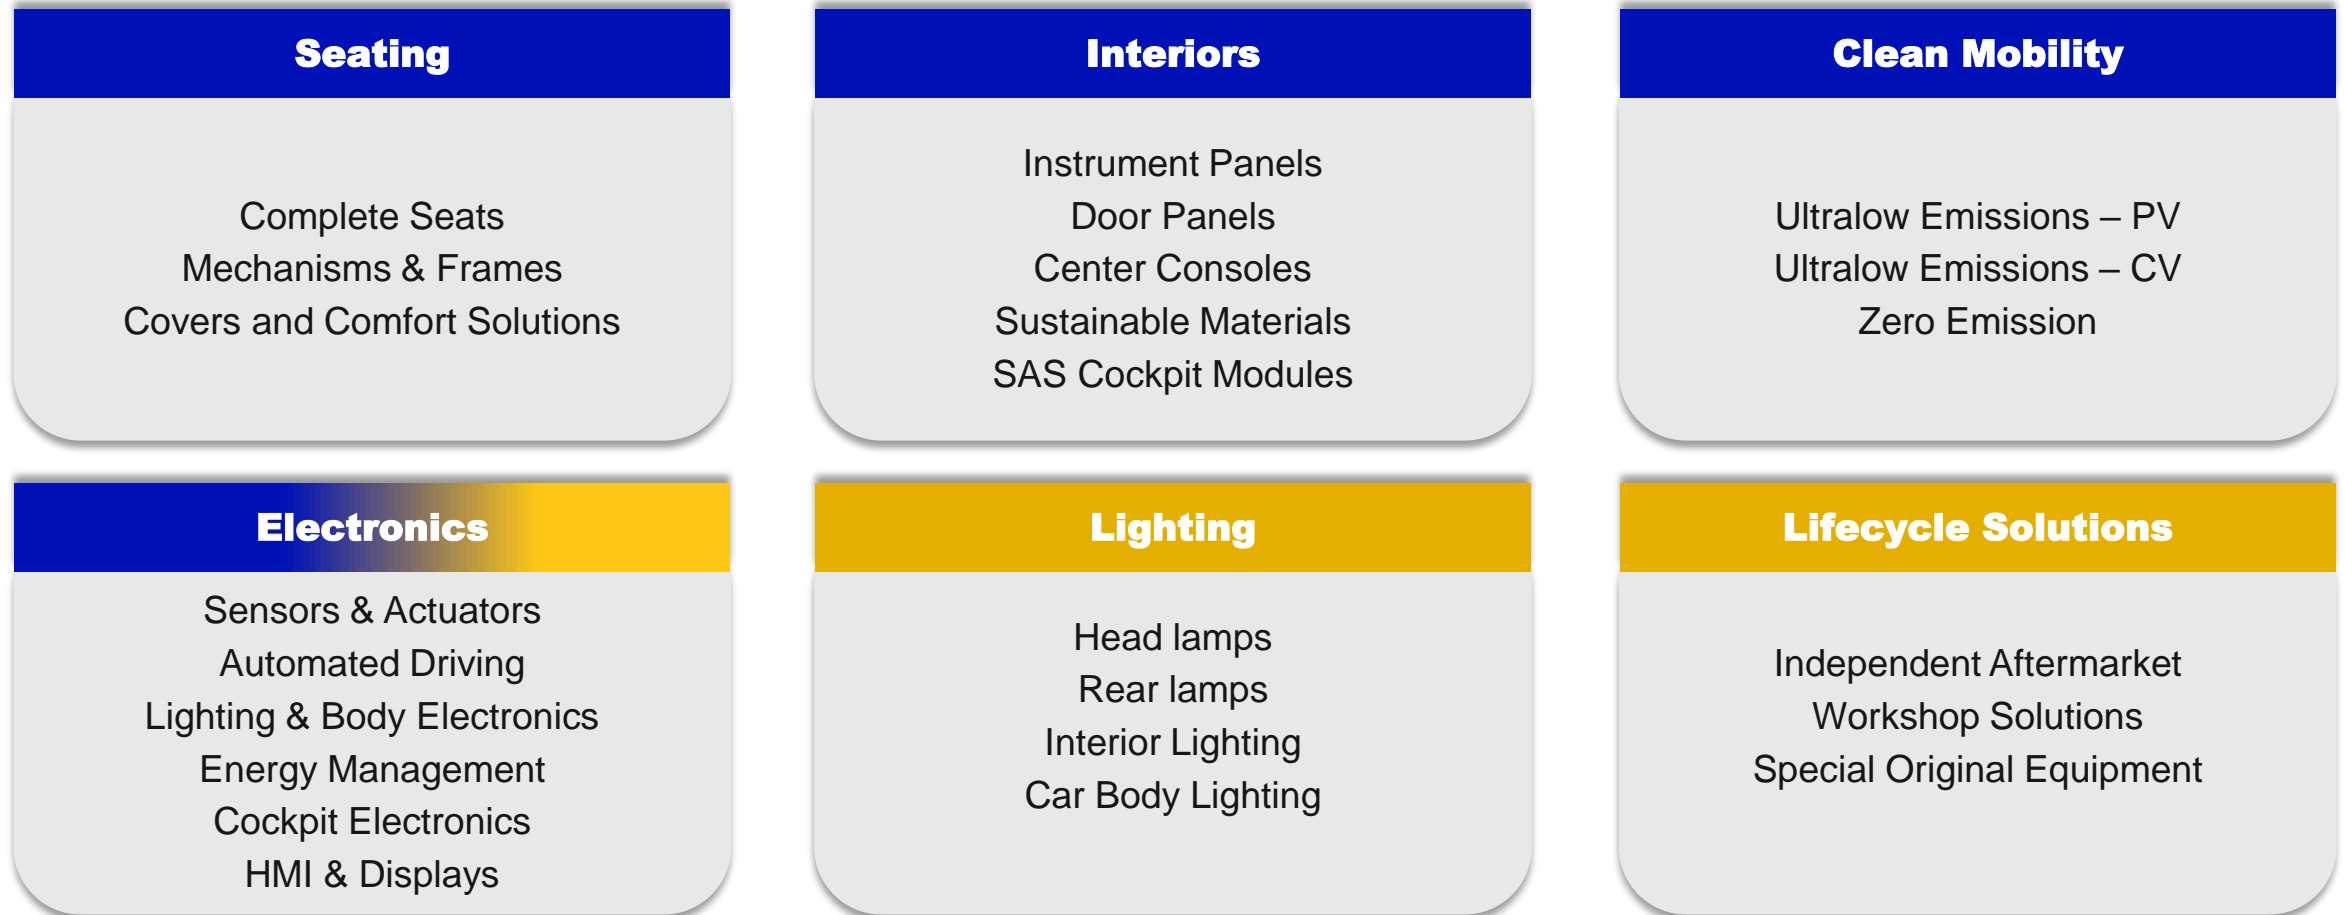 Seating
Complete Seats
Mechanisms & Frames
Covers and Comfort Solutions
Interiors
Instrument Panels
Door Panels
Center Consoles
Sustainable Materials
SAS Cockpit Modules
Clean Mobility
Ultralow Emissions – PV
Ultralow Emissions – CV
Zero Emission
Electronics
Sensors & Actuators
Automated Driving
Lighting & Body Electronics
Energy Management
Cockpit Electronics
HMI & Displays
Lighting
Head lamps
Rear lamps
Interior Lighting
Car Body Lighting
Lifecycle Solutions
Independent Aftermarket
Workshop Solutions
Special Original Equipment